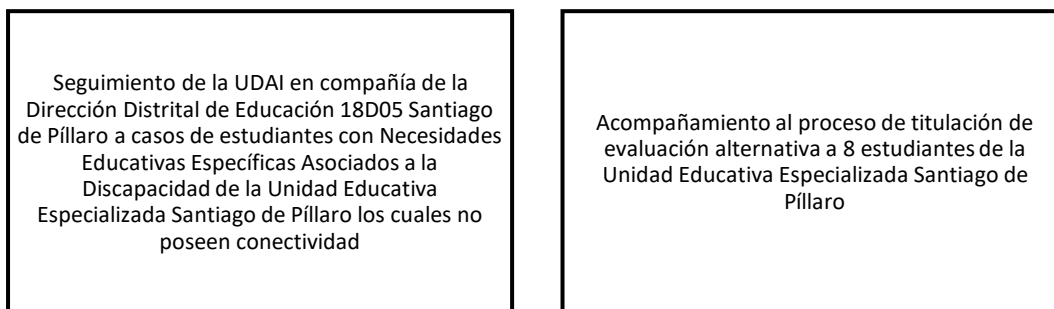 Seguimiento de la UDAI en compañía de la
Dirección Distrital de Educación 18D05 Santiago
de Píllaro a casos de estudiantes con Necesidades
Educativas Específicas Asociados a la
Discapacidad de la Unidad Educativa
Especializada Santiago de Píllaro los cuales no
poseen conectividad
Acompañamiento al proceso de titulación de
evaluación alternativa a 8 estudiantes de la
Unidad Educativa Especializada Santiago de
Píllaro